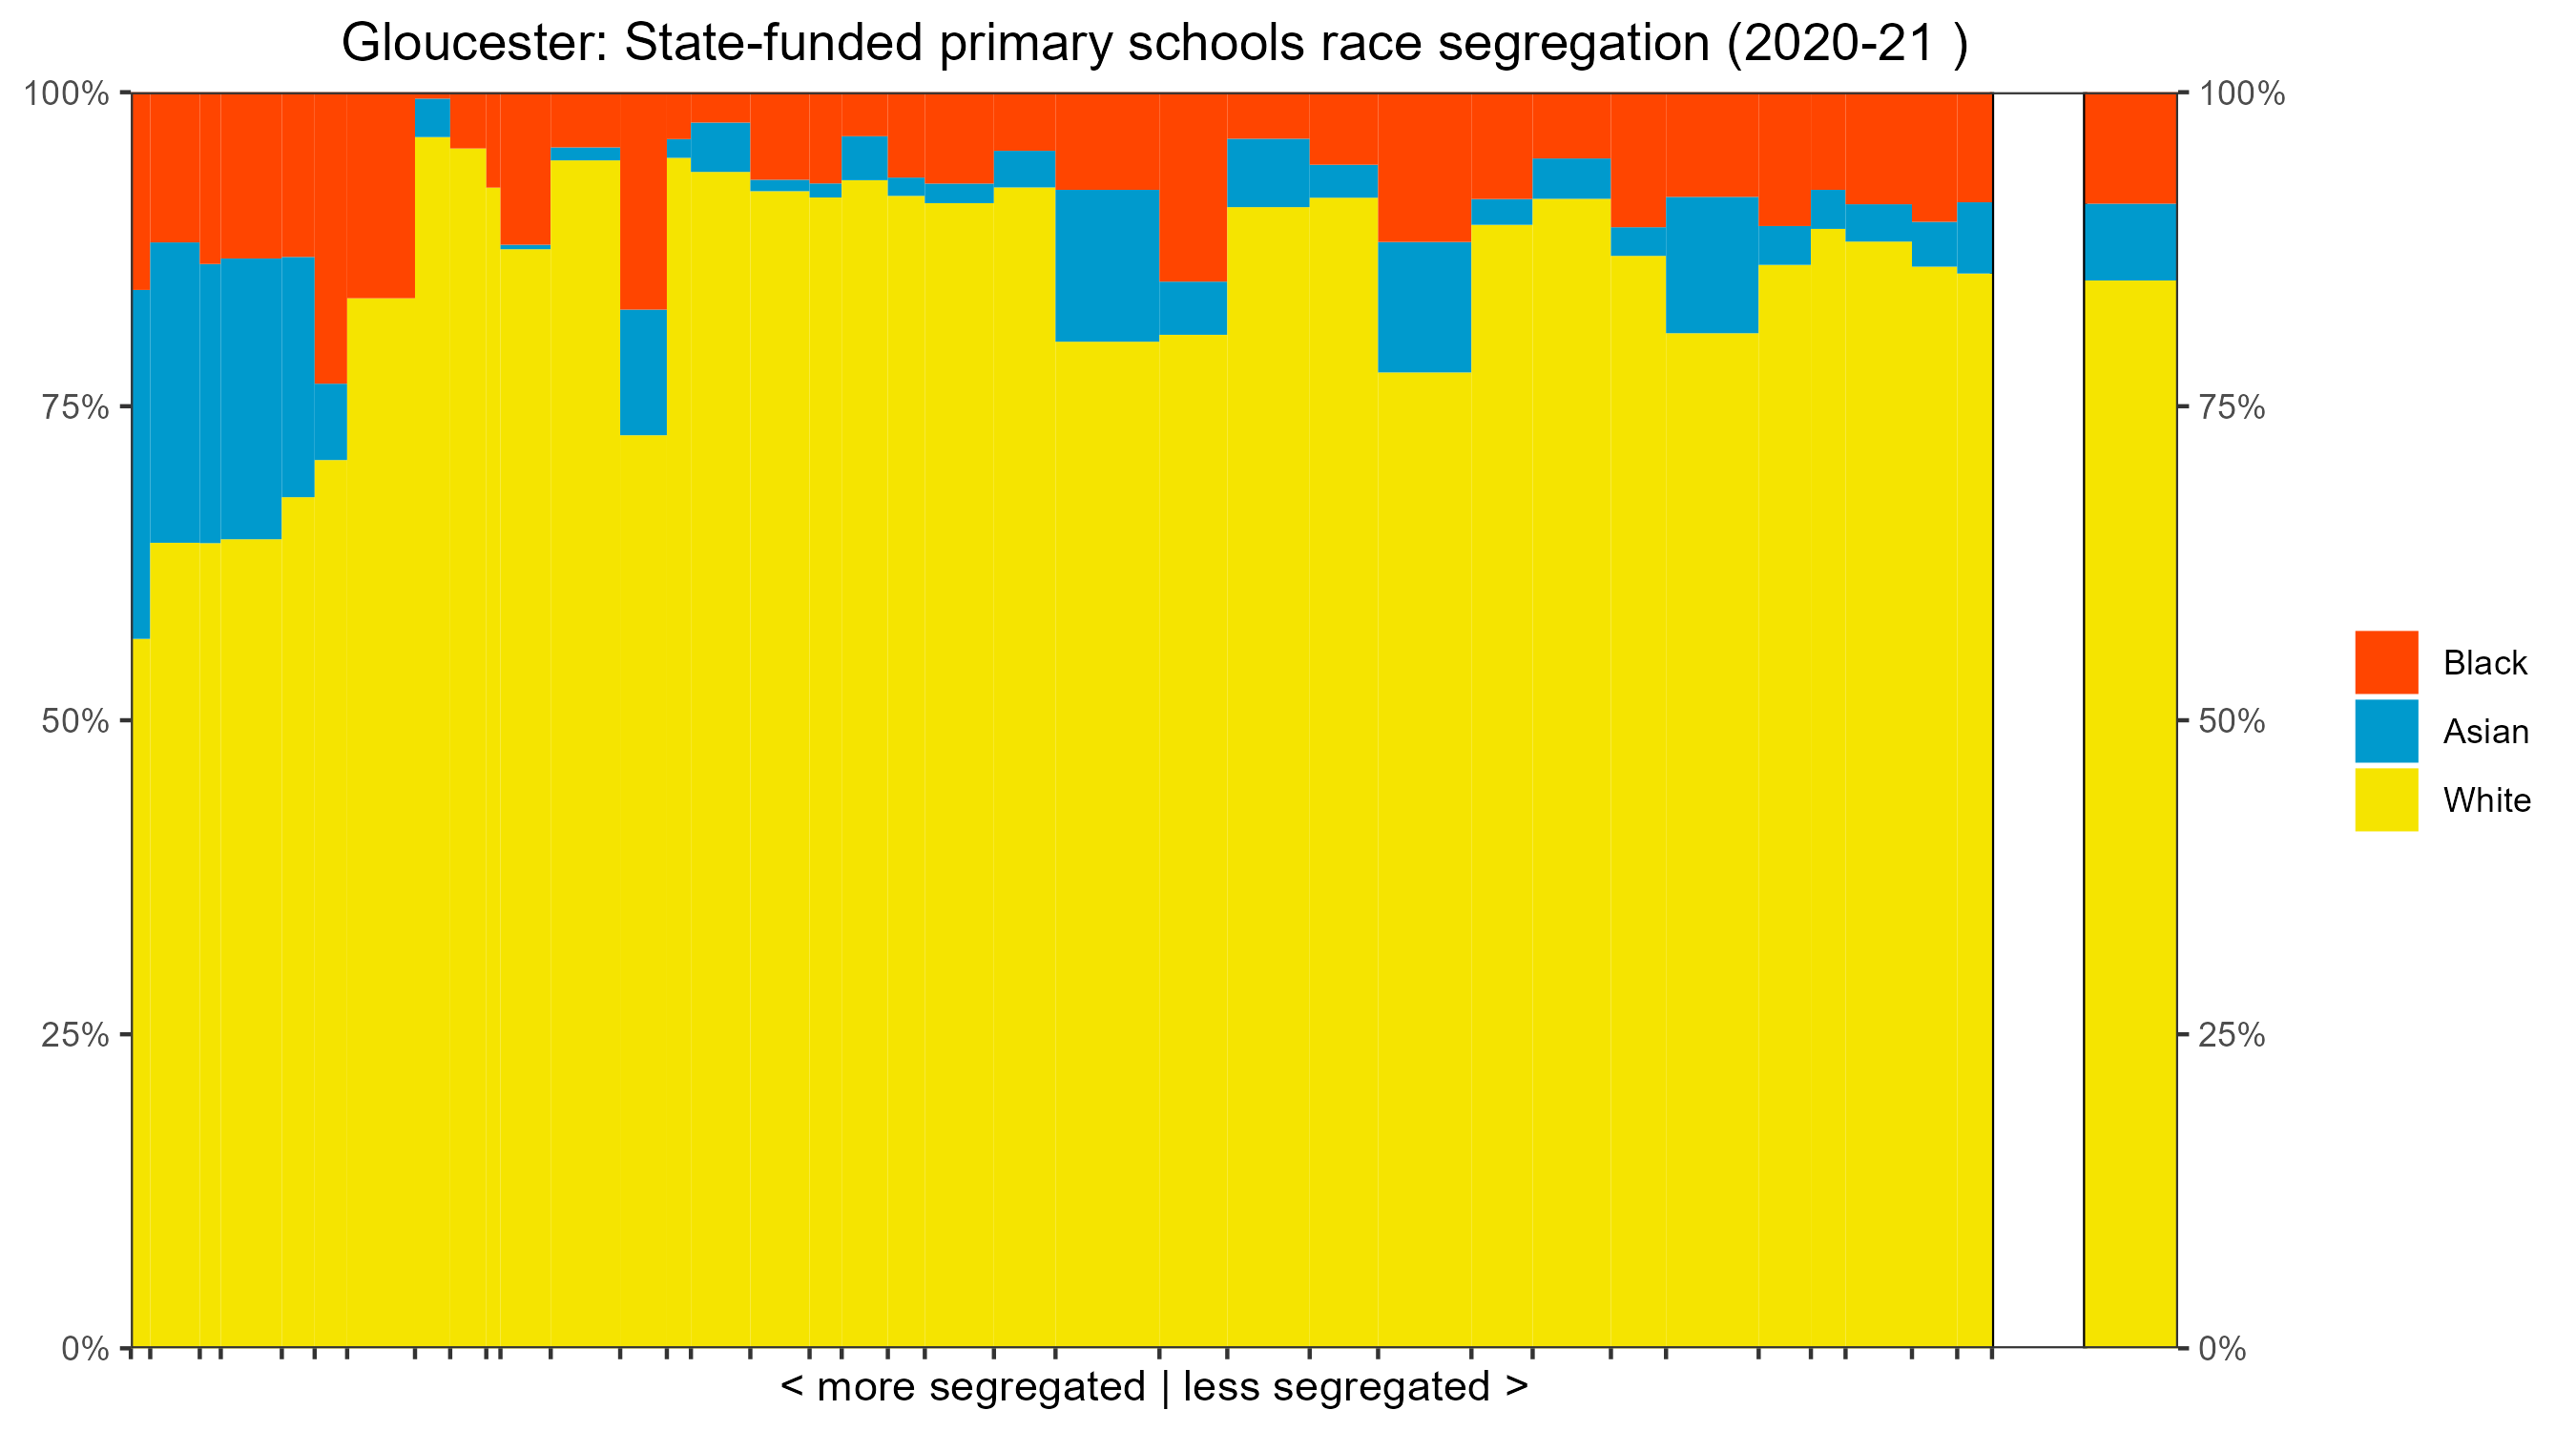 Gloucester: State-funded primary schools race segregation (2020-21 )
100%
75%
50%
25%
0%
100%
75%
50%
25%
0%
Black
Asian
White
< more segregated | less segregated >